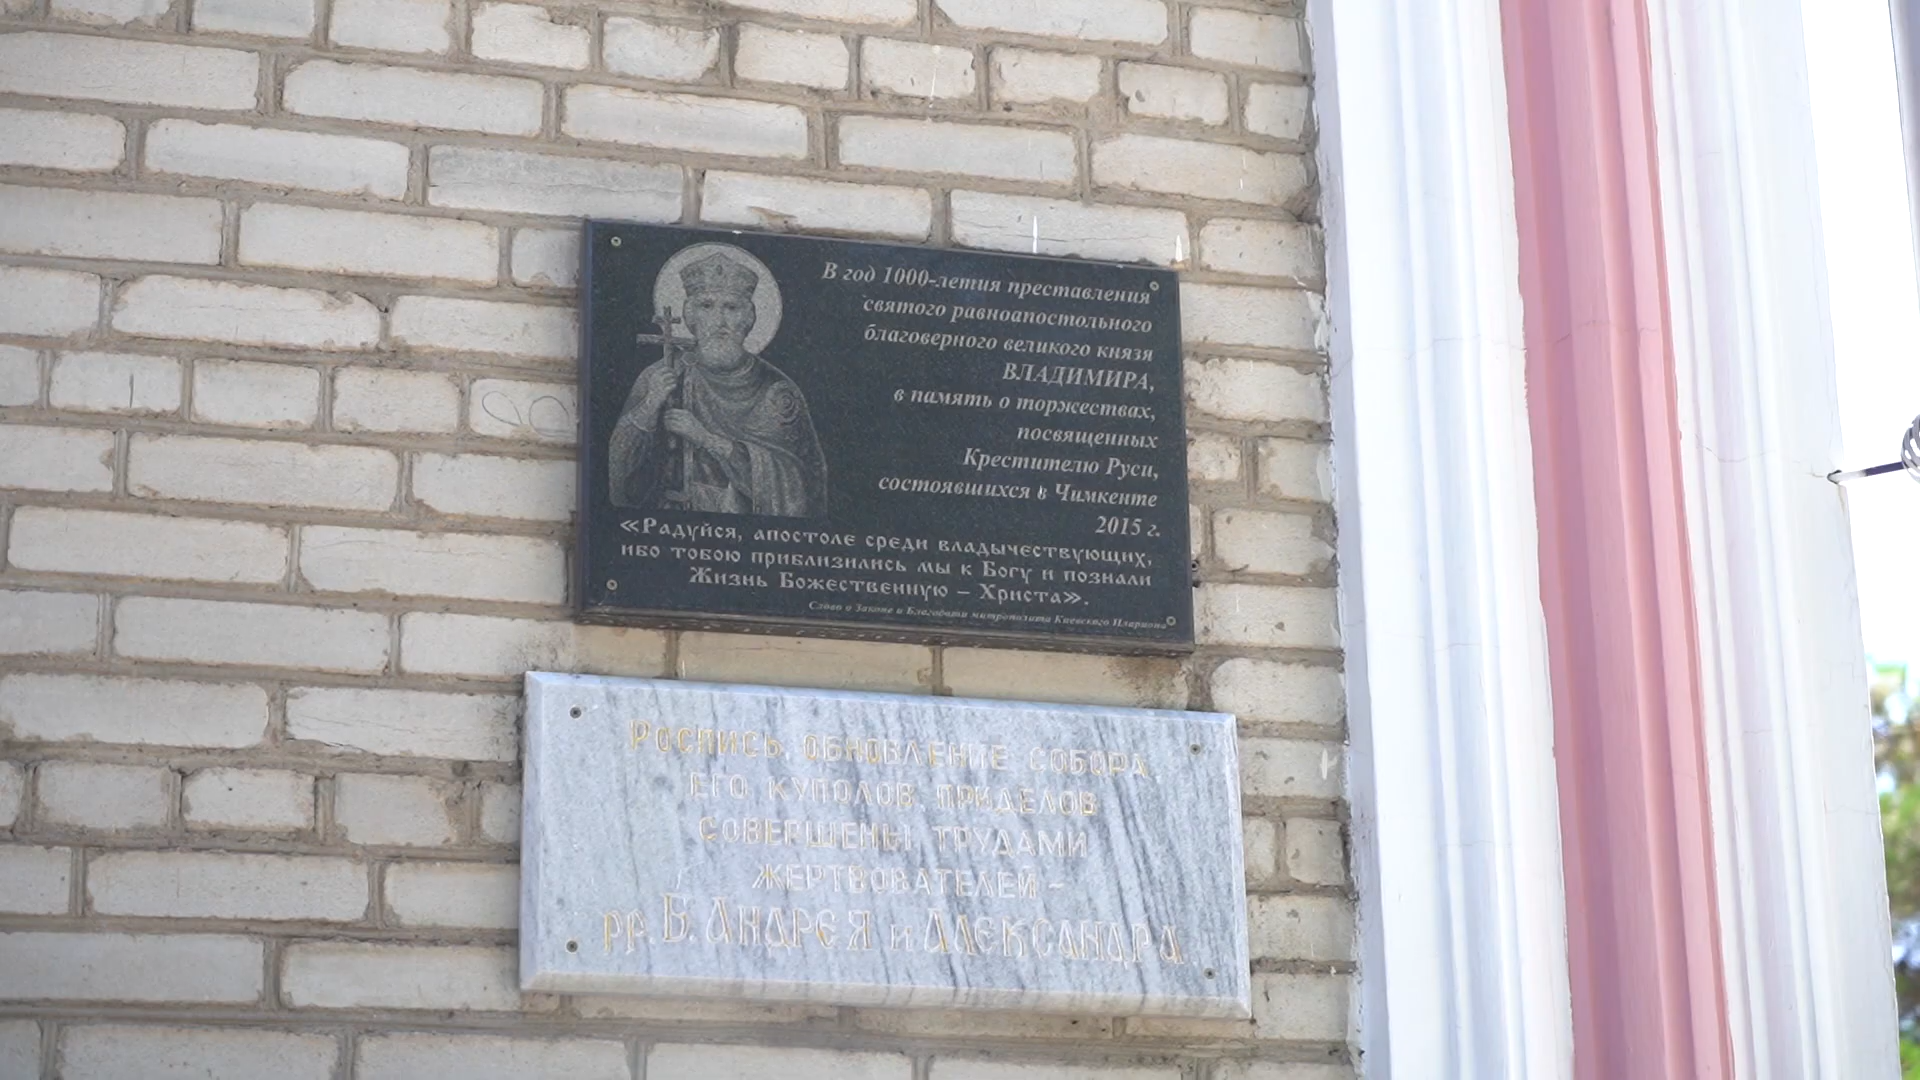 В год 1000-летия преставления
святого равноапостольного
благоверного великого князя
ВЛАДИМИРА,
в память о торжествах,
посвященных
Крестителю Руси,
состоявшихся в Чимкенте
2015 г.
«Радуйся, апостоле среди владычествующих,
ибо тобою приблизились мы к Богу и познали
Жизнь Божественную – Христа».
Слово о Законе и Благодати митрополита Киевского Илариона
Роспись, обновление собора,
его куполов, приделов
совершены трудами
жертвователей –
рр. Б. Андрея и Александра.